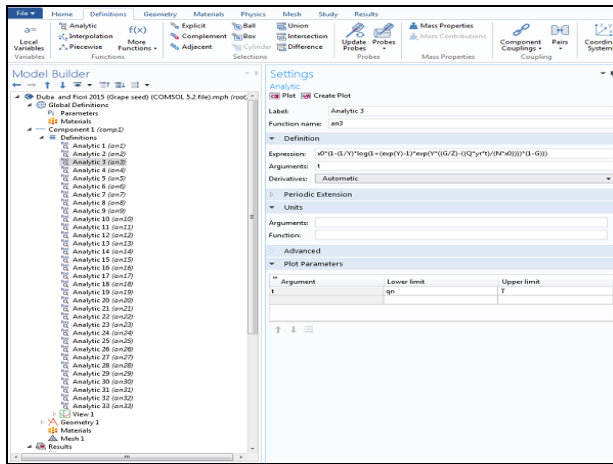 File Home Definitions Geometry Materials Physics Mesh Study Results
a= Local Variables
Variables
Analytic
Interpolation
Piecewise
f(x) More Functions
Functions
Explicit
Complement
Adjacent
Ball
Box
Cylinder
Union
Intersection
Difference
Selections
Update Probes
Probes
Probes
Mass Properties
Mass Contributions
Mass Properties
Component Couplings
Pairs
Coupling
Model Builder
Duba and Fiori 2015 (Grape seed) (COMSOL 5.2 file).mph (root)
Global Definitions
Pi Parameters
Materials
Component 1 (comp1)
Definitions
Analytic 1 (an1)
Analytic 2 (an2)
Analytic 3 (an3)
Analytic 4 (an4)
Analytic 5 (an5)
Analytic 6 (an6)
Analytic 7 (an7)
Analytic 8 (an8)
Analytic 9 (an9)
Analytic 10 (an10)
Analytic 11 (an11)
Analytic 12 (an12)
Analytic 13 (an13)
Analytic 14 (an14)
Analytic 15 (an15)
Analytic 16 (an16)
Analytic 17 (an17)
Analytic 18 (an18)
Analytic 19 (an19)
Analytic 20 (an20)
Analytic 21 (an21)
Analytic 22 (an22)
Analytic 23 (an23)
Analytic 24 (an24)
Analytic 25 (an25)
Analytic 26 (an26)
Analytic 27 (an27)
Analytic 28 (an28)
Analytic 29 (an29)
Analytic 30 (an30)
Analytic 31 (an31)
Analytic 32 (an32)
Analytic 33 (an33)
View 1
Geometry 1
Materials
Mesh 1
Results
Settings
Analytic
Plot Create Plot
Label: Analytic 3
Function name: an3
Definition
Expression: x0*(1-(1/Y)*log(1+(exp(Y)-1)*exp(Y*((G/Z)-((Q*yr*t)/(N*x0))))*(1-G)))
Arguments: t
Derivatives: Automatic
Periodic Extension
Units
Arguments:
Function:
Advanced
Plot Parameters
Argument Lower limit Upper limit
t qn T